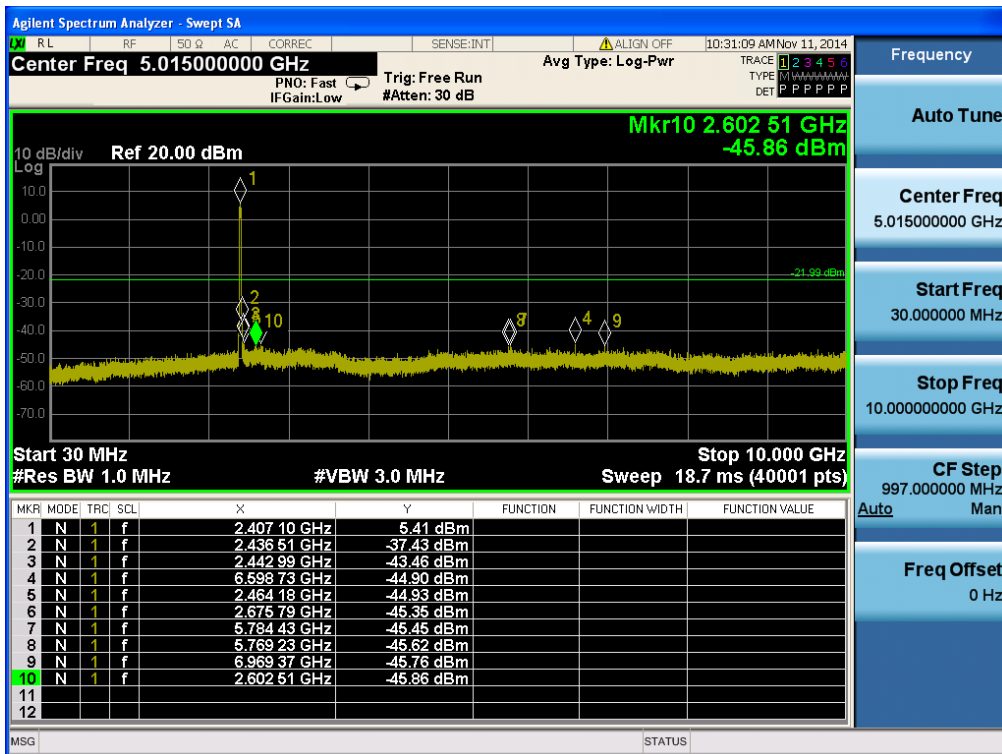 Agilent Spectrum Analyzer - Swept SA
LXI RL RF 50 Ω AC CORREC SENSE:INT ALIGN OFF 10:31:09 AM Nov 11, 2014
Center Freq 5.015000000 GHz
PNO: Fast
IFGain:Low
Trig: Free Run
#Atten: 30 dB
Avg Type: Log-Pwr
TRACE 1 2 3 4 5 6
TYPE M W W W W W
DET P P P P P P
Mkr10 2.602 51 GHz
-45.86 dBm
10 dB/div Ref 20.00 dBm
Log
10.0
0.00
-10.0
-20.0
-30.0
-40.0
-50.0
-60.0
-70.0
1
-21.99 dBm
2
10
8
4
9
Start 30 MHz
Stop 10.000 GHz
#Res BW 1.0 MHz #VBW 3.0 MHz Sweep 18.7 ms (40001 pts)
MKR MODE TRC SCL X Y FUNCTION FUNCTION WIDTH FUNCTION VALUE
1 N 1 f 2.407 10 GHz 5.41 dBm
2 N 1 f 2.436 51 GHz -37.43 dBm
3 N 1 f 2.442 99 GHz -43.46 dBm
4 N 1 f 6.598 73 GHz -44.90 dBm
5 N 1 f 2.464 18 GHz -44.93 dBm
6 N 1 f 2.675 79 GHz -45.35 dBm
7 N 1 f 5.784 43 GHz -45.45 dBm
8 N 1 f 5.769 23 GHz -45.62 dBm
9 N 1 f 6.969 37 GHz -45.76 dBm
10 N 1 f 2.602 51 GHz -45.86 dBm
11
12
MSG STATUS
Frequency
Auto Tune
Center Freq
5.015000000 GHz
Start Freq
30.000000 MHz
Stop Freq
10.000000000 GHz
CF Step
997.000000 MHz
Auto Man
Freq Offset
0 Hz